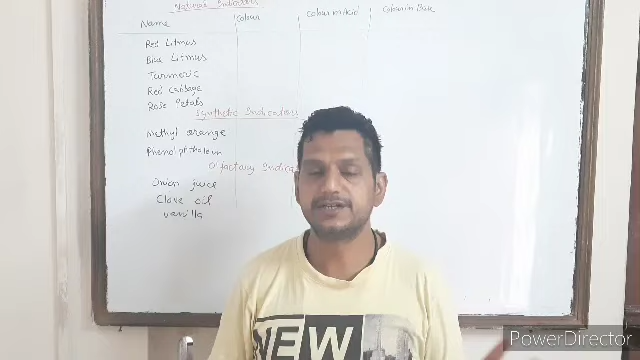 Natural Indicators
Name Colour Colour in Acid Colour in Base
Red Litmus
Blue Litmus
Turmeric
Red Cabbage
Rose Petals
Synthetic Indicators
Methyl orange
Phenolphthalein
Olfactory Indica
Onion juice
Clove oil
vanilla
NEW
PowerDirector